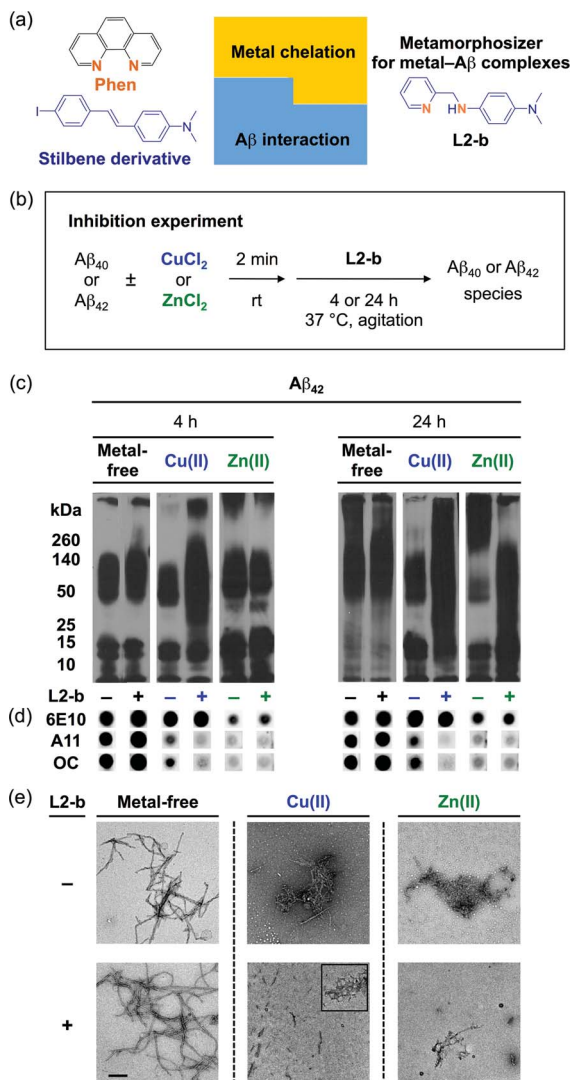 (a)
Phen
I
N
Stilbene derivative
Metal chelation
Aβ interaction
Metamorphosizer
for metal–Aβ complexes
N
HN
N
L2-b
(b)
Inhibition experiment
Aβ40
or
Aβ42
±
CuCl2
or
ZnCl2
2 min
rt
L2-b
4 or 24 h
37 °C, agitation
Aβ40 or Aβ42
species
(c)
Aβ42
4 h 24 h
Metal-free Cu(II) Zn(II) Metal-free Cu(II) Zn(II)
kDa
260
140
50
25
15
10
L2-b – + – + – + – + – + – +
(d) 6E10
A11
OC
(e) L2-b Metal-free Cu(II) Zn(II)
–
+